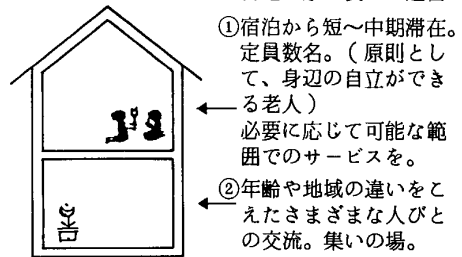 ①宿泊から短～中期滞在。
定員数名。(原則とし
て、身辺の自立ができ
る老人)
必要に応じて可能な範
囲でのサービスを。
②年齢や地域の違いをこ
えたさまざまな人びと
の交流。集いの場。